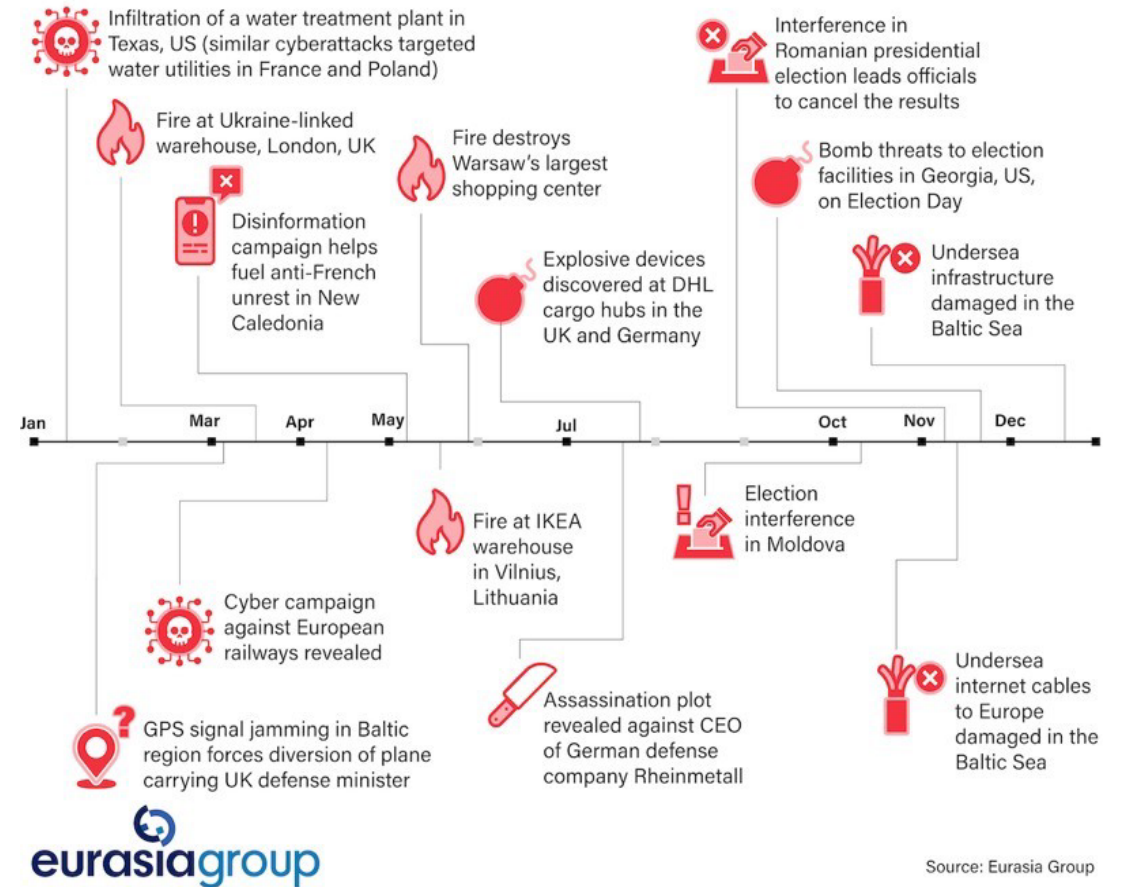 Infiltration of a water treatment plant in
Texas, US (similar cyberattacks targeted
water utilities in France and Poland)
Fire at Ukraine-linked
warehouse, London, UK
Disinformation
campaign helps
fuel anti-French
unrest in New
Caledonia
Fire destroys
Warsaw's largest
shopping center
Explosive devices
discovered at DHL
cargo hubs in the
UK and Germany
Interference in
Romanian presidential
election leads officials
to cancel the results
Bomb threats to election
facilities in Georgia, US,
on Election Day
Undersea
infrastructure
damaged in the
Baltic Sea
Jan Mar Apr May Jul Oct Nov Dec
GPS signal jamming in Baltic
region forces diversion of plane
carrying UK defense minister
Cyber campaign
against European
railways revealed
Fire at IKEA
warehouse
in Vilnius,
Lithuania
Assassination plot
revealed against CEO
of German defense
company Rheinmetall
Election
interference
in Moldova
Undersea
internet cables
to Europe
damaged in the
Baltic Sea
eurasiagroup
Source: Eurasia Group